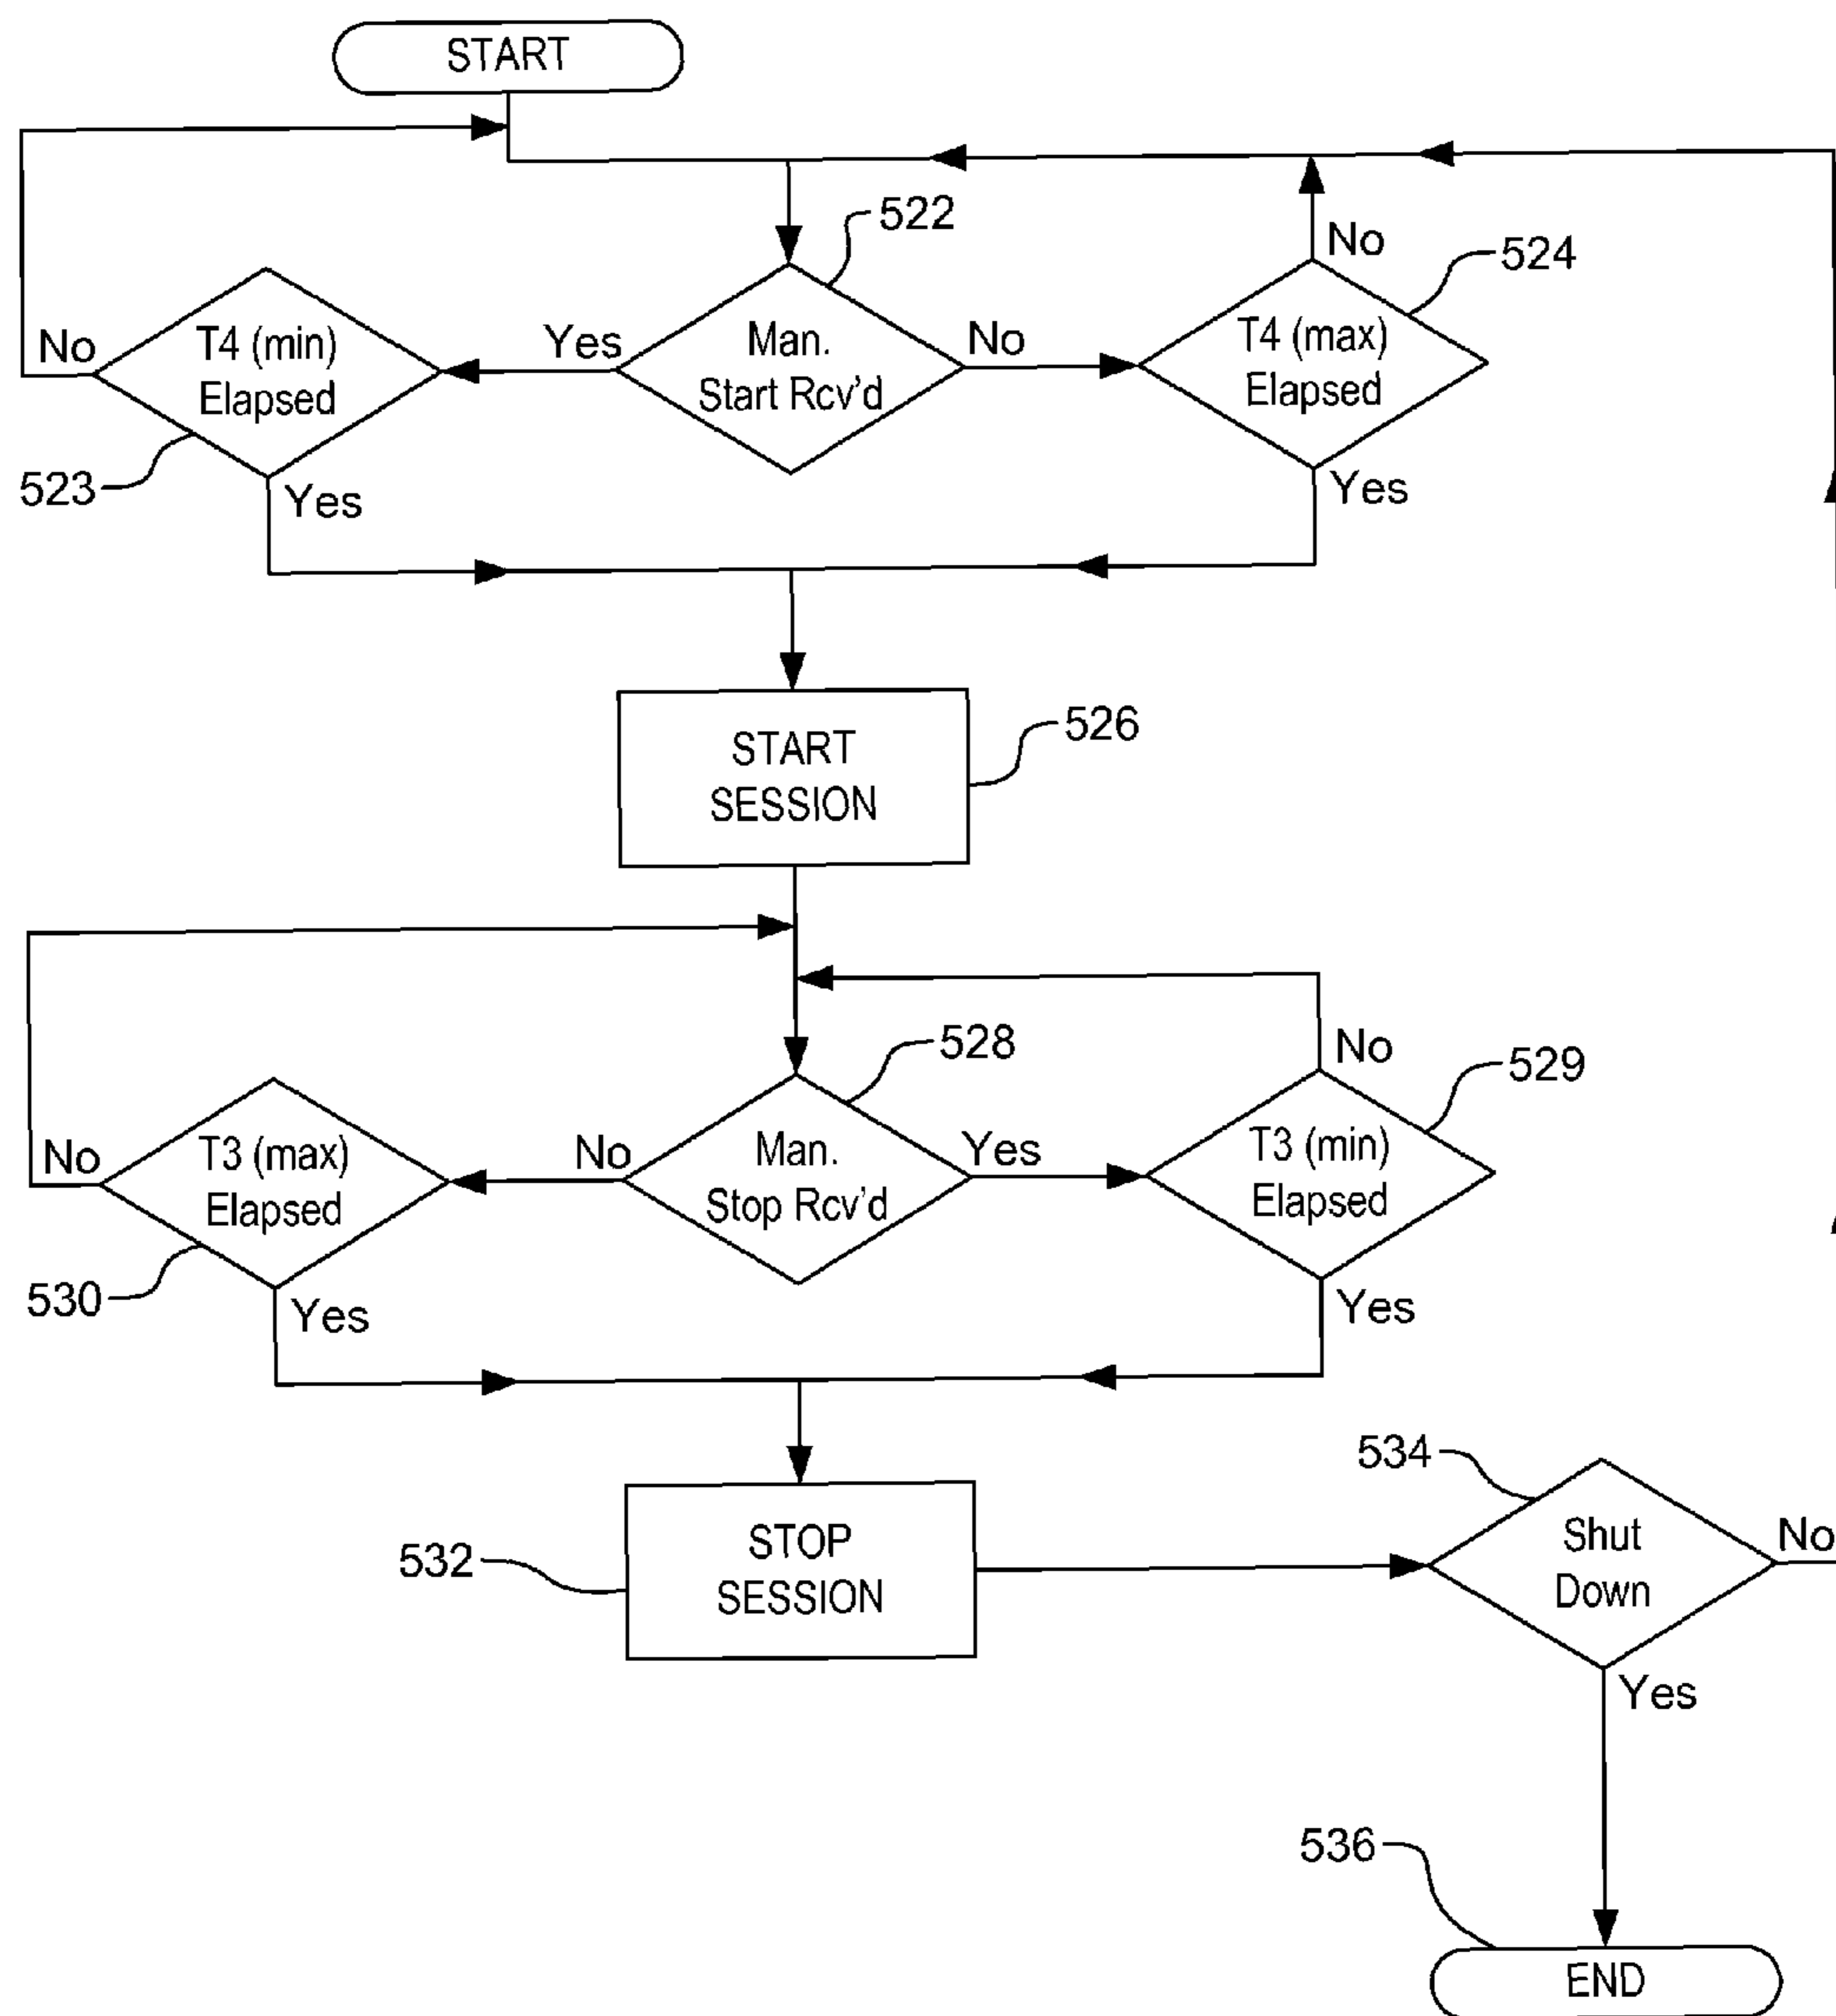 START
522
No
524
T4 (min)
Elapsed
No
Yes
Man.
Start Rcv'd
No
T4 (max)
Elapsed
523
Yes
Yes
START
SESSION
526
528
No
529
No
T3 (max)
Elapsed
No
Man.
Stop Rcv'd
Yes
T3 (min)
Elapsed
530
Yes
Yes
534
532
STOP
SESSION
Shut
Down
No
Yes
536
END